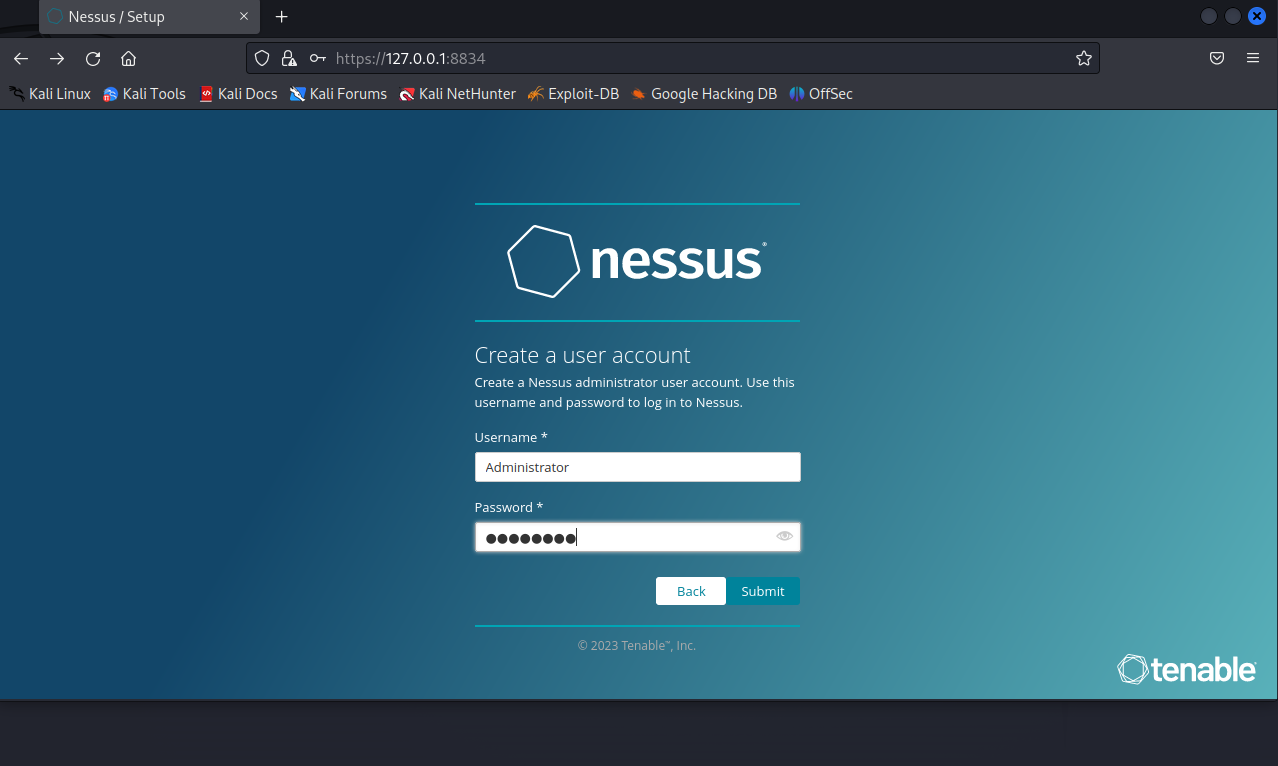 Nessus / Setup
https://127.0.0.1:8834
Kali Linux Kali Tools Kali Docs Kali Forums Kali NetHunter Exploit-DB Google Hacking DB OffSec
nessus®
Create a user account
Create a Nessus administrator user account. Use this
username and password to log in to Nessus.
Username *
Administrator
Password *
●●●●●●●●
Back Submit
© 2023 Tenable™, Inc.
tenable®